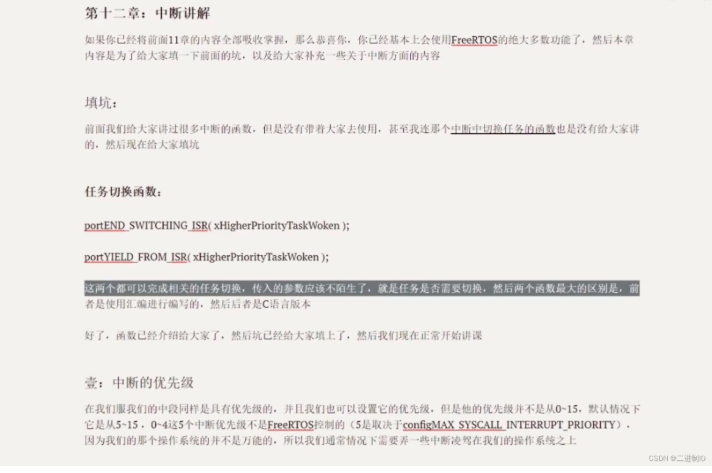 第十二章：中断讲解
如果你已经将前面11章的内容全部吸收掌握，那么恭喜你，你已经基本上会使用FreeRTOS的绝大多数功能了，然后本章
内容是为了给大家填一下前面的坑，以及给大家补充一些关于中断方面的内容
填坑：
前面我们给大家讲过很多中断的函数，但是没有带着大家去使用，甚至我连那个中断中切换任务的函数也是没有给大家讲
的，然后现在给大家填坑
任务切换函数：
portEND_SWITCHING_ISR( xHigherPriorityTaskWoken );
portYIELD_FROM_ISR( xHigherPriorityTaskWoken );
这两个都可以完成相关的任务切换，传入的参数应该不陌生了，就是任务是否需要切换，然后两个函数最大的区别是，前
者是使用汇编进行编写的，然后后者是C语言版本
好了，函数已经介绍给大家了，然后坑已经给大家填上了，然后我们现在正常开始讲课
壹：中断的优先级
在我们服我们的中段同样是具有优先级的，并且我们也可以设置它的优先级，但是他的优先级并不是从0~15，默认情况下
它是从5~15，0~4这5个中断优先级不是FreeRTOS控制的（5是取决于configMAX_SYSCALL_INTERRUPT_PRIORITY），
因为我们的那个操作系统的并不是万能的，所以我们通常情况下需要弄一些中断凌驾在我们的操作系统之上
CSDN @二进制Ø